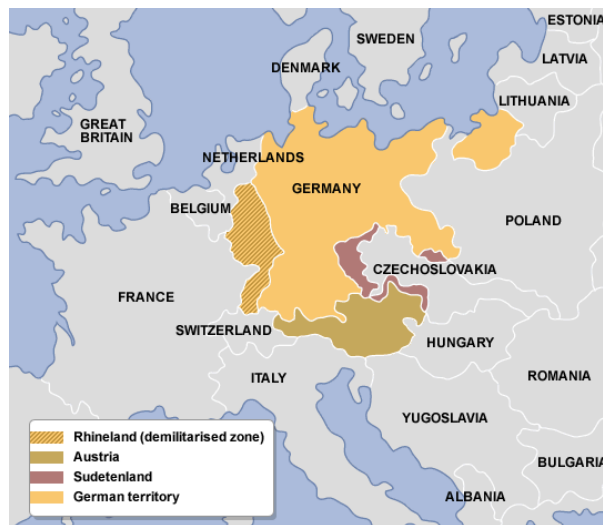 ESTONIA
SWEDEN
LATVIA
DENMARK
LITHUANIA
GREAT
BRITAIN
NETHERLANDS
GERMANY
BELGIUM
POLAND
CZECHOSLOVAKIA
FRANCE
SWITZERLAND
HUNGARY
ITALY
ROMANIA
YUGOSLAVIA
BULGARIA
ALBANIA
Rhineland (demilitarised zone)
Austria
Sudetenland
German territory